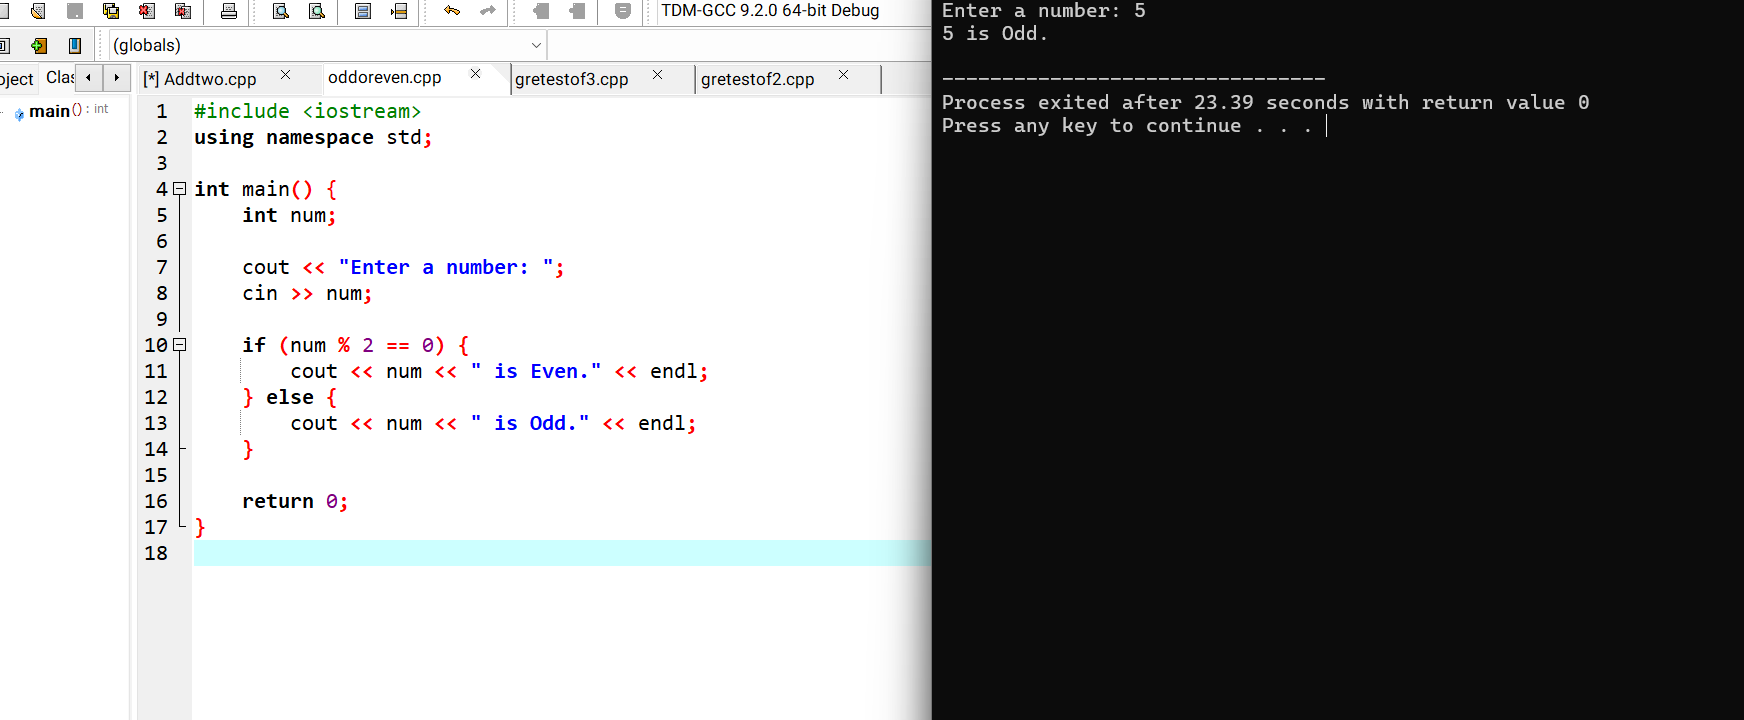 TDM-GCC 9.2.0 64-bit Debug
(globals)
oject Clas
[*] Addtwo.cpp oddoreven.cpp gretestof3.cpp gretestof2.cpp
main() : int
1 #include <iostream>
2 using namespace std;
3
4 int main() {
5     int num;
6
7     cout << "Enter a number: ";
8     cin >> num;
9
10     if (num % 2 == 0) {
11         cout << num << " is Even." << endl;
12     } else {
13         cout << num << " is Odd." << endl;
14     }
15
16     return 0;
17 }
18
Enter a number: 5
5 is Odd.
--------------------------------
Process exited after 23.39 seconds with return value 0
Press any key to continue . . .